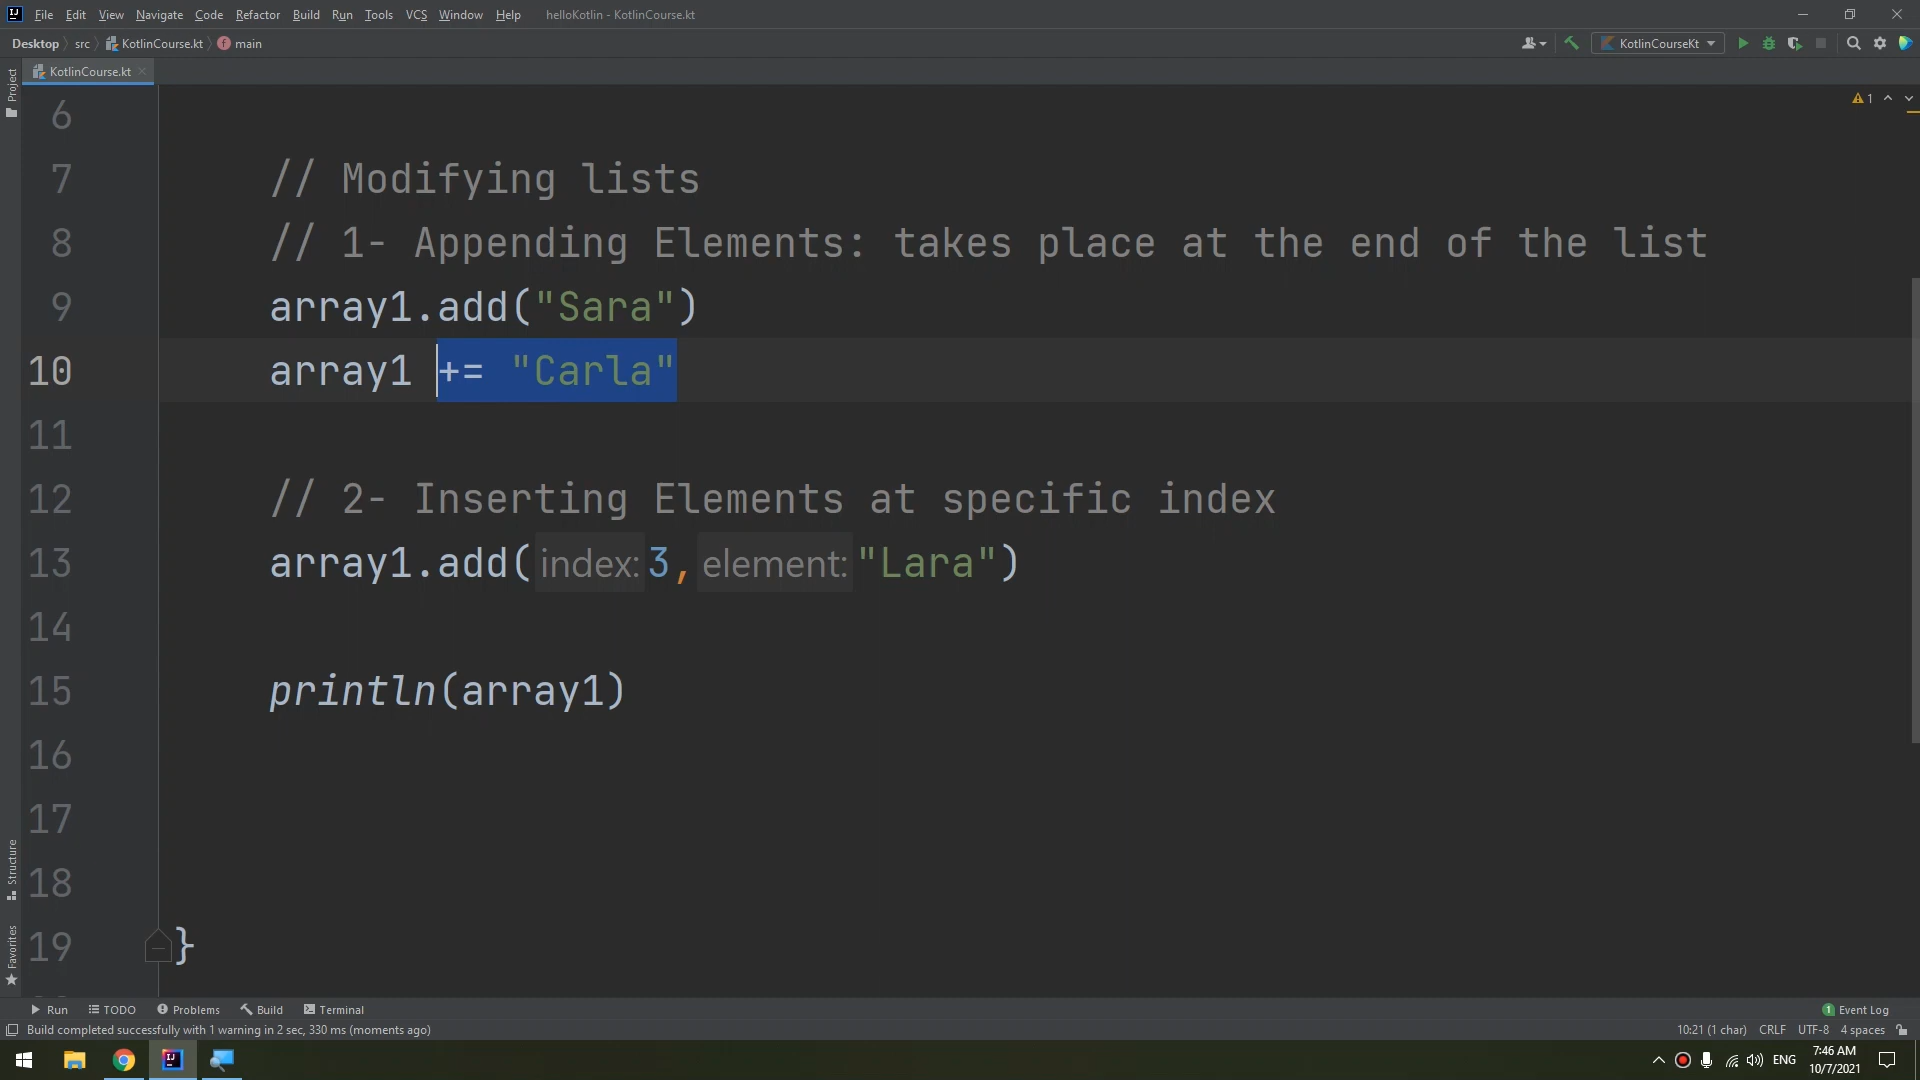 File Edit View Navigate Code Refactor Build Run Tools VCS Window Help helloKotlin - KotlinCourse.kt
Desktop src KotlinCourse.kt main KotlinCourseKt
Project
KotlinCourse.kt
1
6
7 // Modifying lists
8 // 1- Appending Elements: takes place at the end of the list
9 array1.add("Sara")
10 array1 += "Carla"
11
12 // 2- Inserting Elements at specific index
13 array1.add( index: 3, element: "Lara")
14
15 println(array1)
16
17
18
19 }
Structure
Favorites
Run TODO Problems Build Terminal 1 Event Log
Build completed successfully with 1 warning in 2 sec, 330 ms (moments ago) 10:21 (1 char) CRLF UTF-8 4 spaces
ENG 7:46 AM
10/7/2021